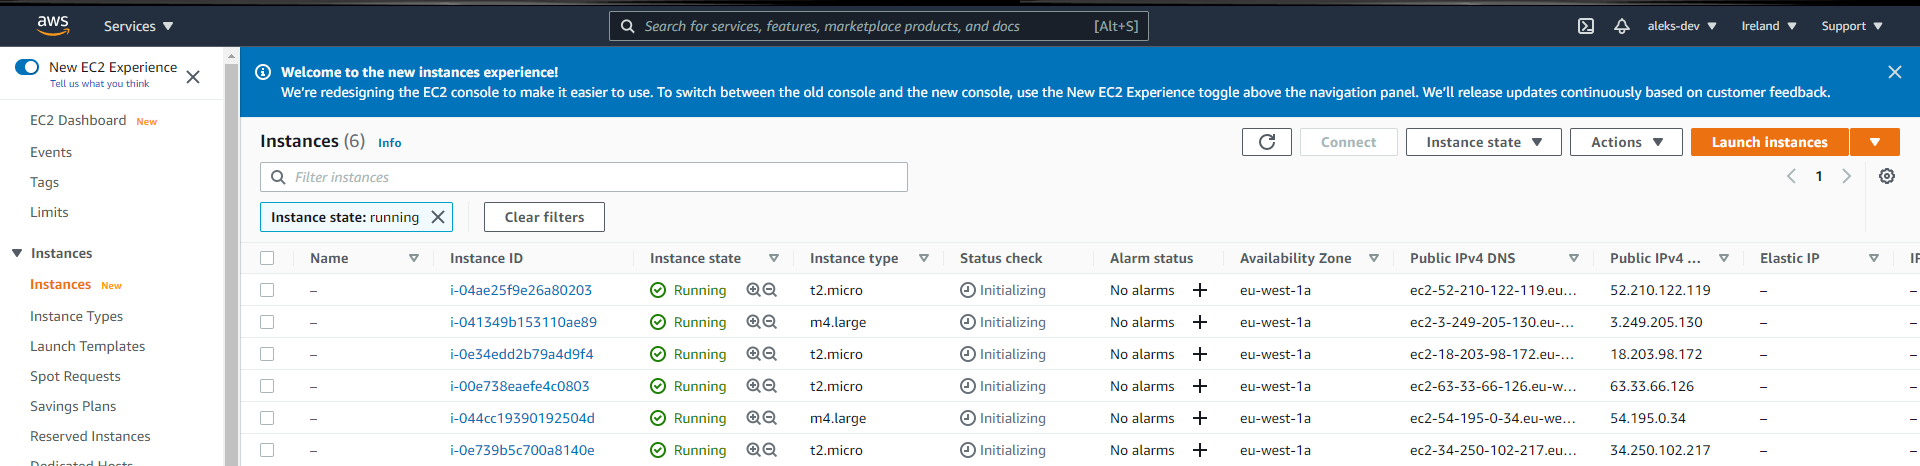 aws Services Search for services, features, marketplace products, and docs [Alt+S] aleks-dev Ireland Support
New EC2 Experience
Tell us what you think
EC2 Dashboard New
Events
Tags
Limits
Instances
Instances New
Instance Types
Launch Templates
Spot Requests
Savings Plans
Reserved Instances
Dedicated Hosts
Welcome to the new instances experience!
We're redesigning the EC2 console to make it easier to use. To switch between the old console and the new console, use the New EC2 Experience toggle above the navigation panel. We'll release updates continuously based on customer feedback.
Instances (6) Info Connect Instance state Actions Launch instances
Filter instances 1
Instance state: running Clear filters
Name Instance ID Instance state Instance type Status check Alarm status Availability Zone Public IPv4 DNS Public IPv4 ... Elastic IP IP
– i-04ae25f9e26a80203 Running t2.micro Initializing No alarms + eu-west-1a ec2-52-210-122-119.eu... 52.210.122.119 – –
– i-041349b153110ae89 Running m4.large Initializing No alarms + eu-west-1a ec2-3-249-205-130.eu-... 3.249.205.130 – –
– i-0e34edd2b79a4d9f4 Running t2.micro Initializing No alarms + eu-west-1a ec2-18-203-98-172.eu-... 18.203.98.172 – –
– i-00e738eaefe4c0803 Running t2.micro Initializing No alarms + eu-west-1a ec2-63-33-66-126.eu-w... 63.33.66.126 – –
– i-044cc19390192504d Running m4.large Initializing No alarms + eu-west-1a ec2-54-195-0-34.eu-we... 54.195.0.34 – –
– i-0e739b5c700a8140e Running t2.micro Initializing No alarms + eu-west-1a ec2-34-250-102-217.eu... 34.250.102.217 – –